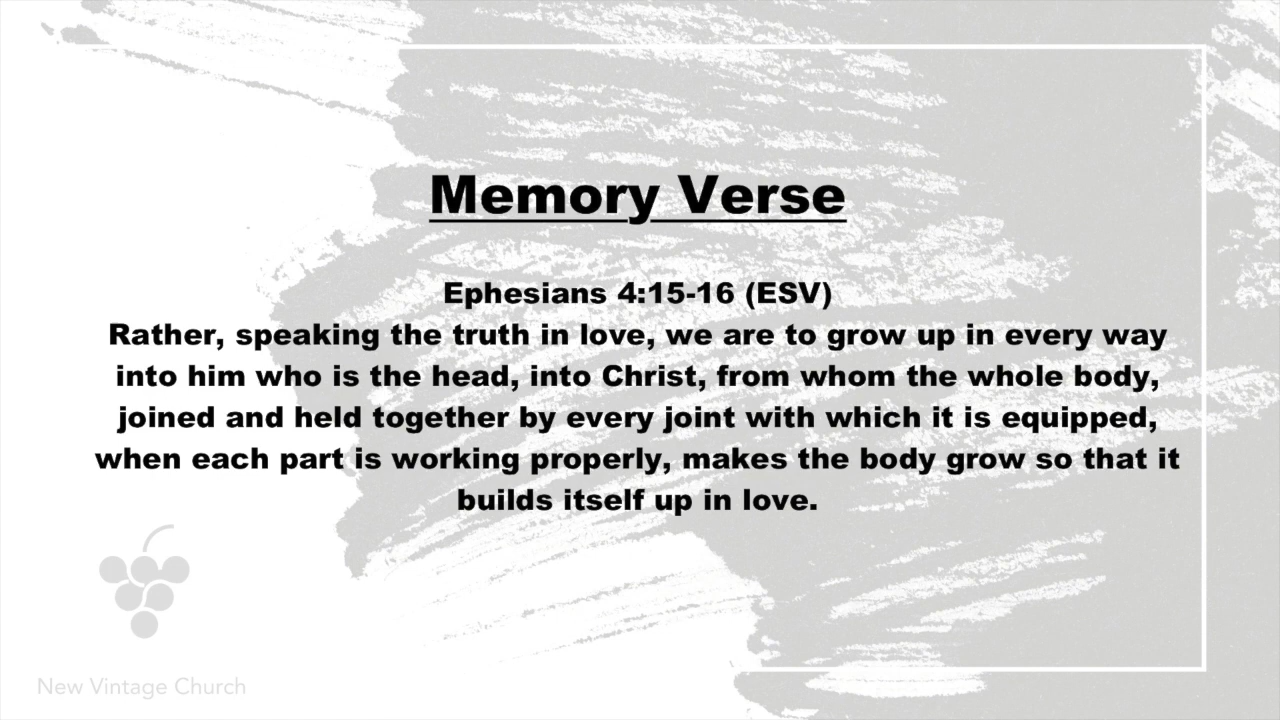 Memory Verse
Ephesians 4:15-16 (ESV)
Rather, speaking the truth in love, we are to grow up in every way
into him who is the head, into Christ, from whom the whole body,
joined and held together by every joint with which it is equipped,
when each part is working properly, makes the body grow so that it
builds itself up in love.
New Vintage Church